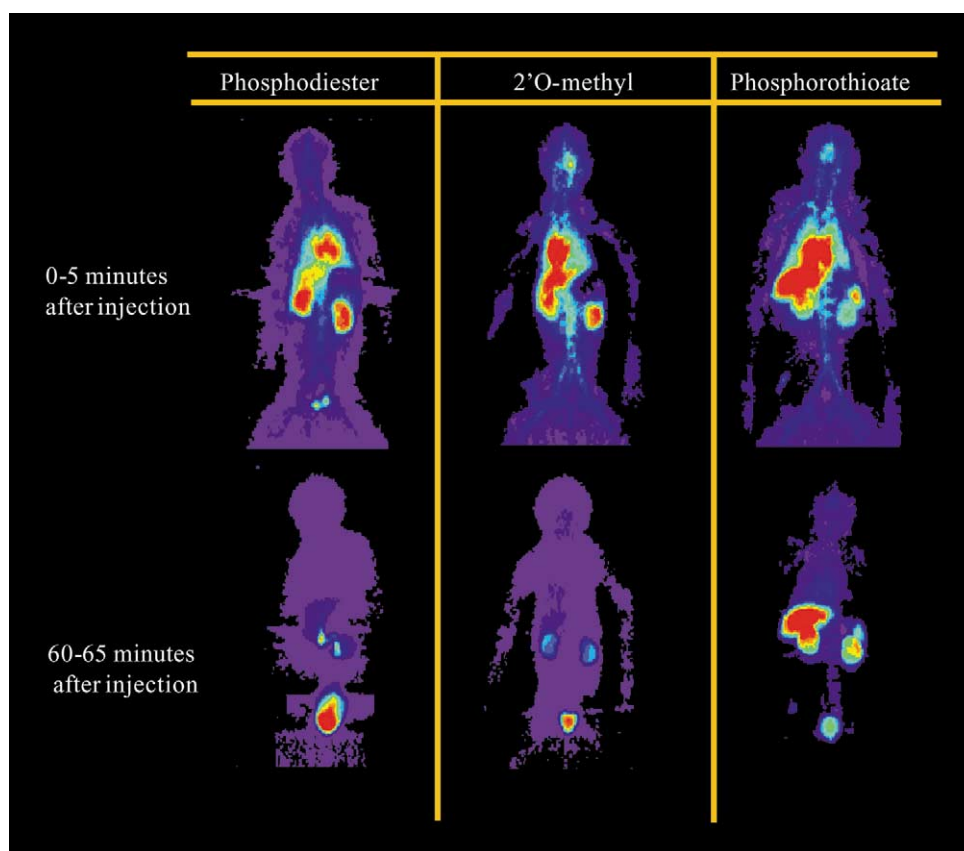 Phosphodiester
2'O-methyl
Phosphorothioate
0-5 minutes
after injection
60-65 minutes
after injection